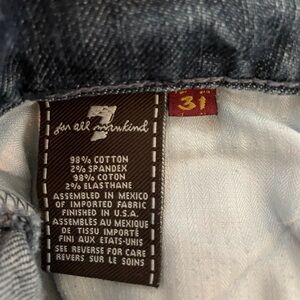 7
for all mankind
31
98% COTTON
2% SPANDEX
98% COTON
2% ELASTHANE
ASSEMBLED IN MEXICO
OF IMPORTED FABRIC
FINISHED IN U.S.A.
ASSEMBLÉS AU MEXIQUE
DE TISSU IMPORTÉ
FINI AUX ETATS-UNIS
SEE REVERSE FOR CARE
REVERS SUR LE SOINS